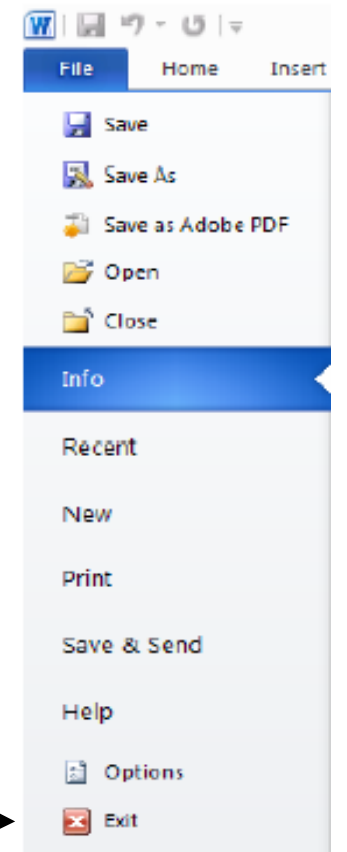 W
File Home Insert
Save
Save As
Save as Adobe PDF
Open
Close
Info
Recent
New
Print
Save & Send
Help
Options
Exit